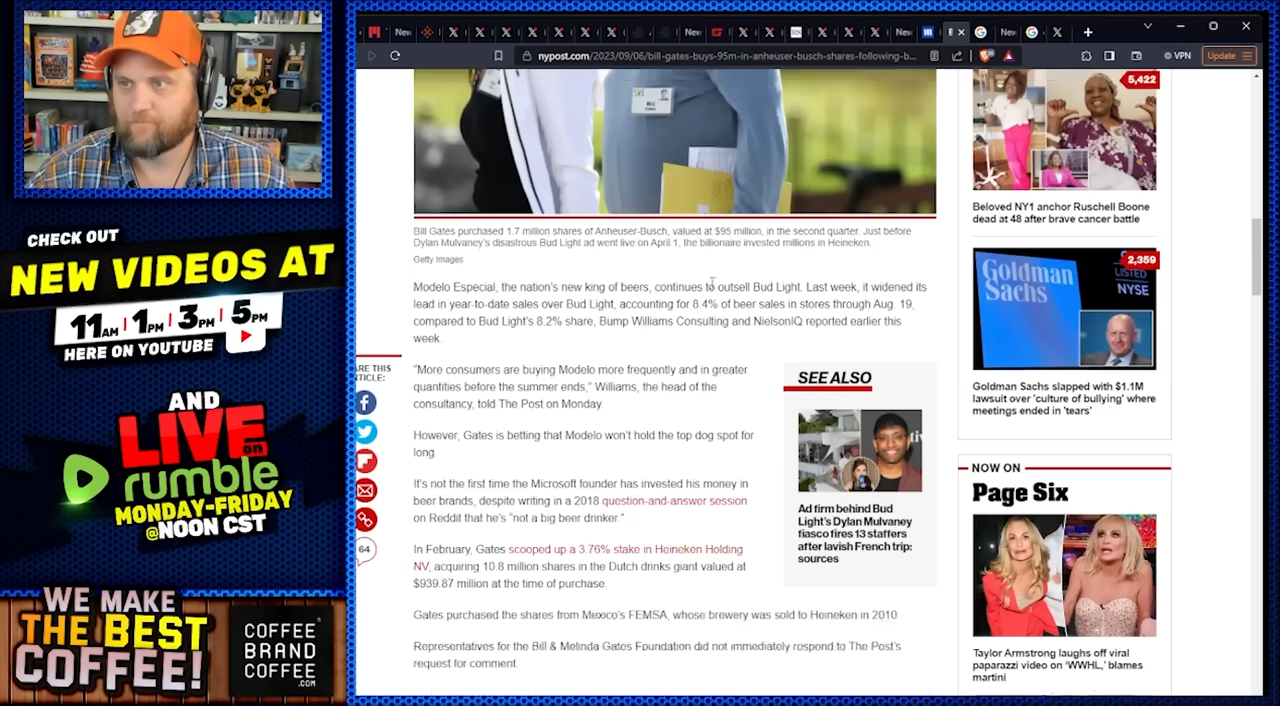 CHECK OUT
NEW VIDEOS AT
11AM | 1PM | 3PM | 5PM
HERE ON YOUTUBE
AND
LIVE on
rumble
MONDAY-FRIDAY
@NOON CST
WE MAKE
THE BEST
COFFEE!
COFFEE
BRAND
COFFEE
.COM
nypost.com/2023/09/06/bill-gates-buys-95m-in-anheuser-busch-shares-following-b...
VPN
Update
SVC
Bill
Bill Gates purchased 1.7 million shares of Anheuser-Busch, valued at $95 million, in the second quarter. Just before
Dylan Mulvaney's disastrous Bud Light ad went live on April 1, the billionaire invested millions in Heineken.
Getty Images
Modelo Especial, the nation's new king of beers, continues to outsell Bud Light. Last week, it widened its
lead in year-to-date sales over Bud Light, accounting for 8.4% of beer sales in stores through Aug. 19,
compared to Bud Light's 8.2% share, Bump Williams Consulting and NielsonIQ reported earlier this
week.
ARE THIS
TICLE:
64
“More consumers are buying Modelo more frequently and in greater
quantities before the summer ends,” Williams, the head of the
consultancy, told The Post on Monday.
However, Gates is betting that Modelo won't hold the top dog spot for
long.
It's not the first time the Microsoft founder has invested his money in
beer brands, despite writing in a 2018 question-and-answer session
on Reddit that he's “not a big beer drinker.”
In February, Gates scooped up a 3.76% stake in Heineken Holding
NV, acquiring 10.8 million shares in the Dutch drinks giant valued at
$939.87 million at the time of purchase.
Gates purchased the shares from Mexico's FEMSA, whose brewery was sold to Heineken in 2010.
Representatives for the Bill & Melinda Gates Foundation did not immediately respond to The Post's
request for comment.
SEE ALSO
Ad firm behind Bud
Light's Dylan Mulvaney
fiasco fires 13 staffers
after lavish French trip:
sources
5,422
Beloved NY1 anchor Ruschell Boone
dead at 48 after brave cancer battle
2,359
Goldman
Sachs
LISTED
NYSE
Goldman Sachs slapped with $1.1M
lawsuit over 'culture of bullying' where
meetings ended in 'tears'
NOW ON
Page Six
Taylor Armstrong laughs off viral
paparazzi video on 'WWHL,' blames
martini